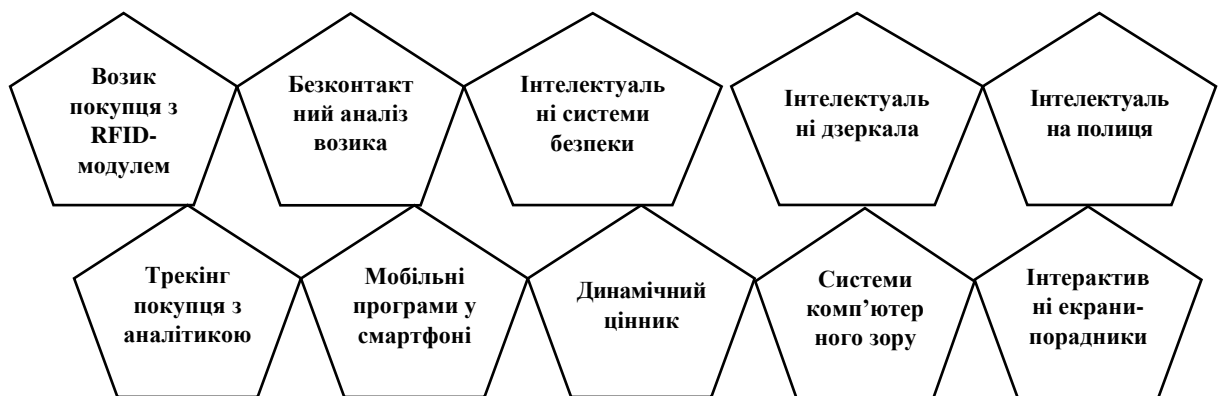 Возик
покупця з
RFID-
модулем
Безконтакт
ний аналіз
возика
Інтелектуаль
ні системи
безпеки
Інтелектуаль
ні дзеркала
Інтелектуаль
на полиця
Трекінг
покупця з
аналітикою
Мобільні
програми у
смартфоні
Динамічний
цінник
Системи
комп’ютер
ного зору
Інтерактив
ні екрани-
порадники